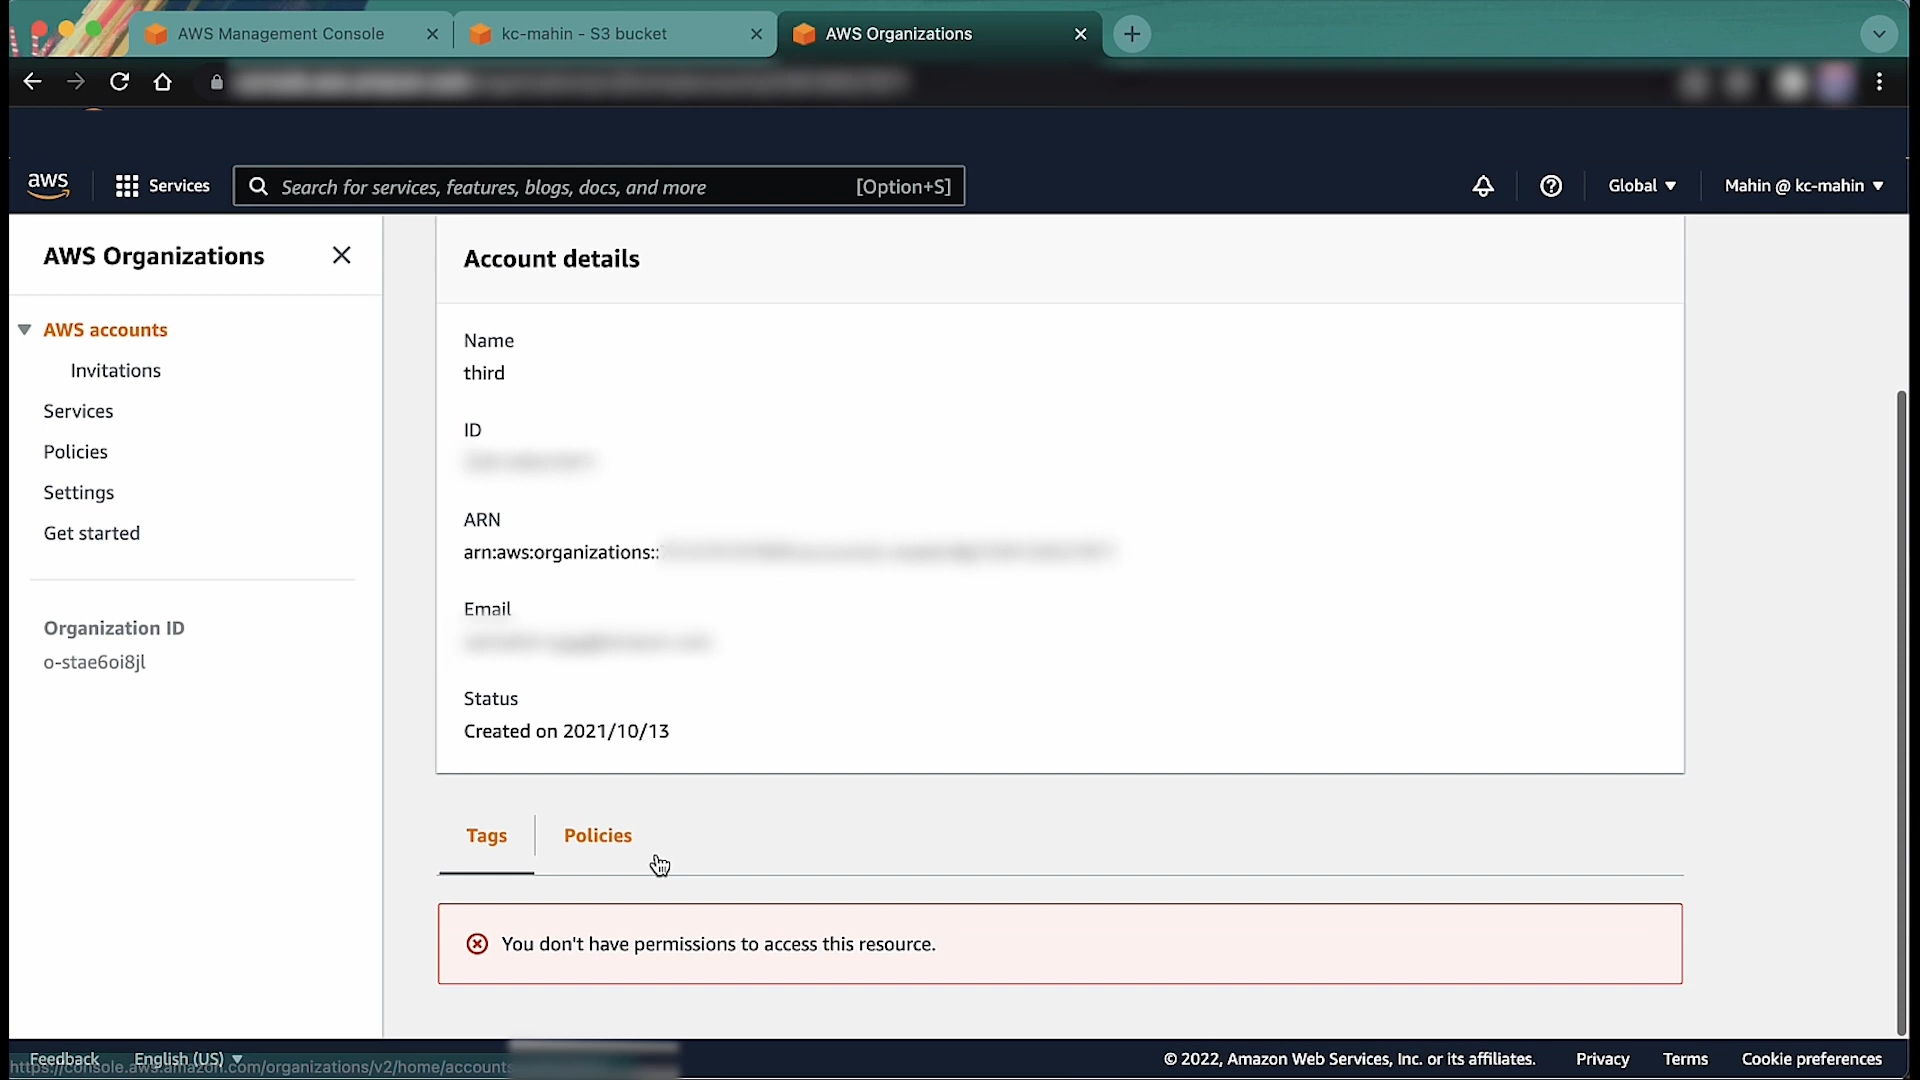 AWS Management Console
kc-mahin - S3 bucket
AWS Organizations
aws
Services
Search for services, features, blogs, docs, and more
[Option+S]
Global
Mahin @ kc-mahin
AWS Organizations
AWS accounts
Invitations
Services
Policies
Settings
Get started
Organization ID
o-stae6oi8jl
Account details
Name
third
ID
ARN
arn:aws:organizations::
Email
Status
Created on 2021/10/13
Tags
Policies
You don't have permissions to access this resource.
Feedback
English (US)
https://console.aws.amazon.com/organizations/v2/home/accounts
© 2022, Amazon Web Services, Inc. or its affiliates.
Privacy
Terms
Cookie preferences